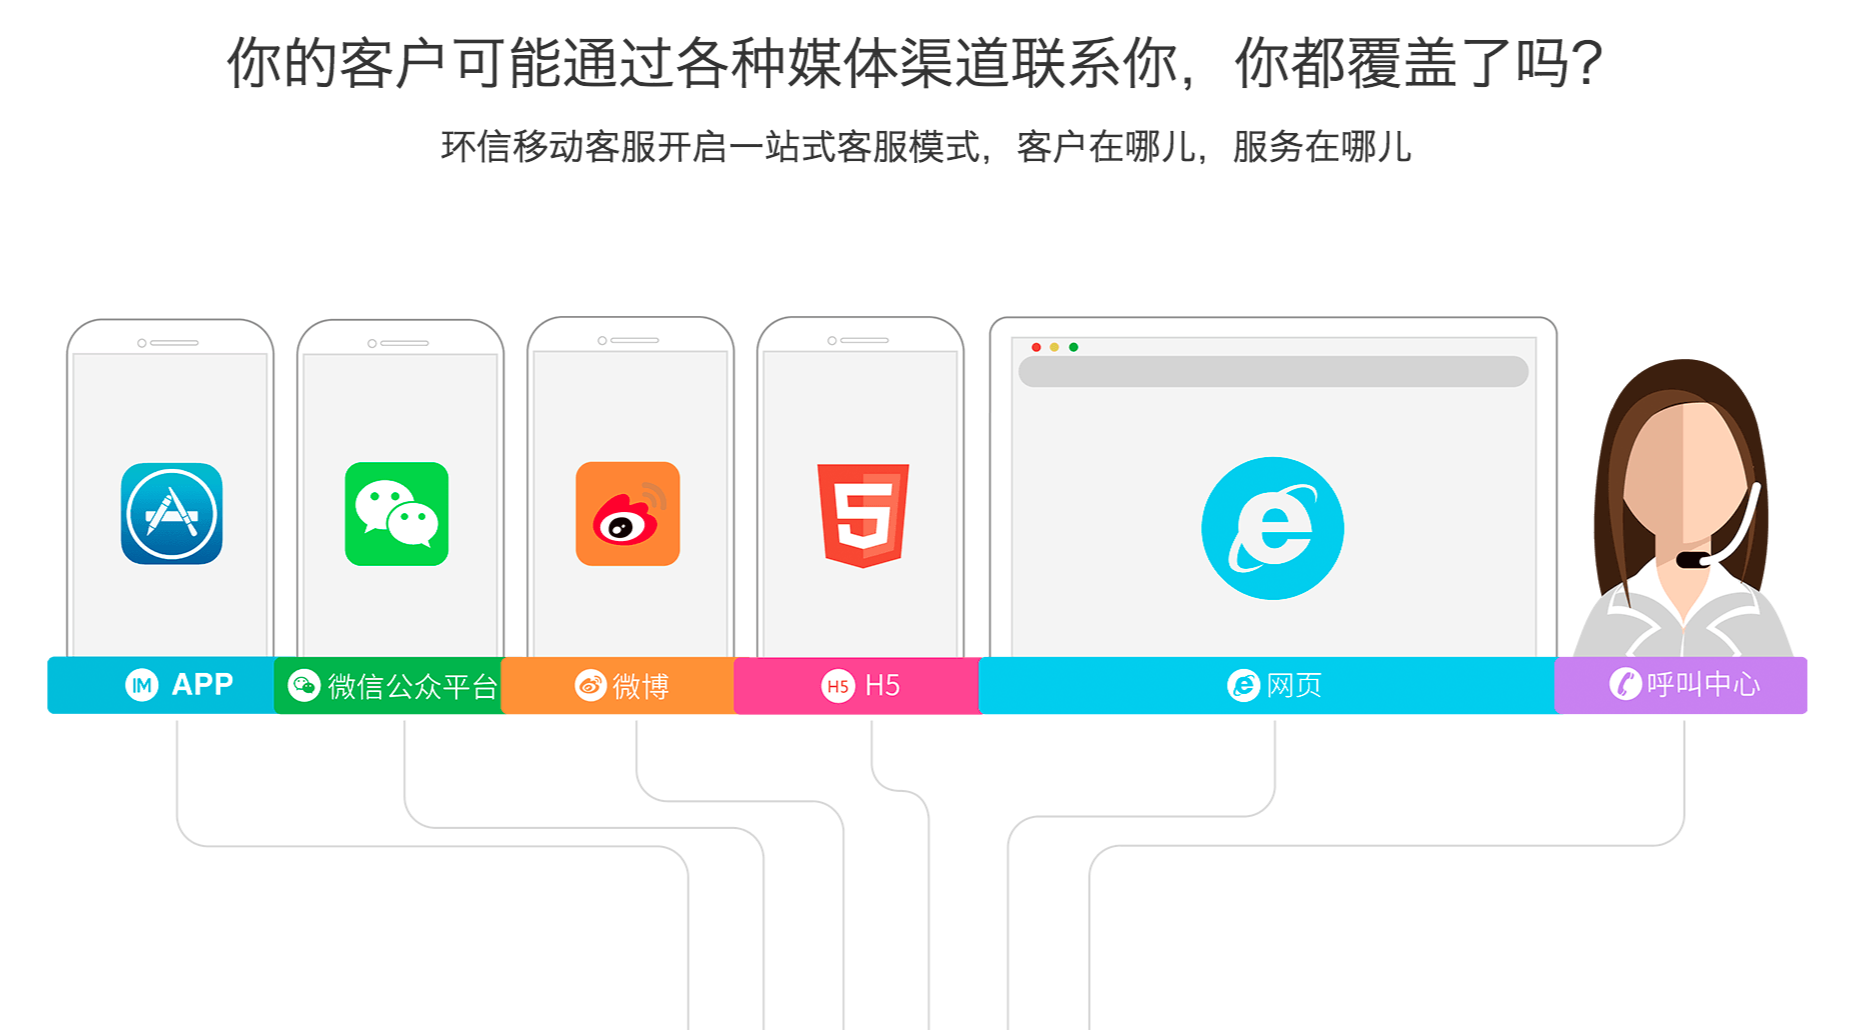 你的客户可能通过各种媒体渠道联系你，你都覆盖了吗？
环信移动客服开启一站式客服模式，客户在哪儿，服务在哪儿
IM APP
微信公众平台
微博
H5 H5
网页
呼叫中心